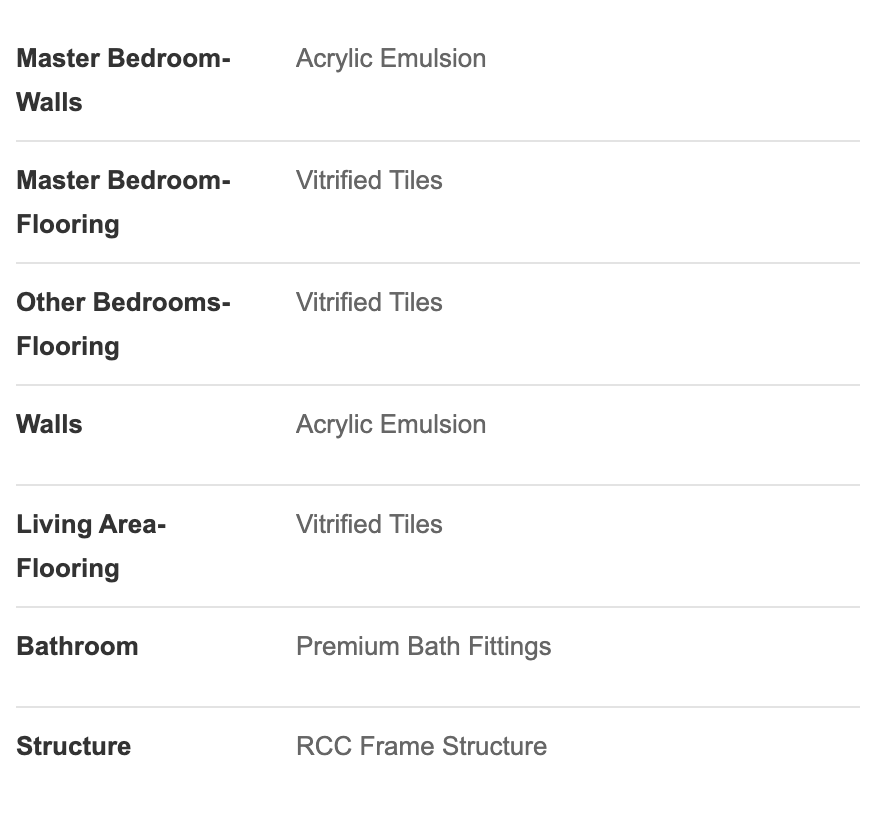 Master Bedroom- Acrylic Emulsion
Walls
Master Bedroom- Vitrified Tiles
Flooring
Other Bedrooms- Vitrified Tiles
Flooring
Walls Acrylic Emulsion
Living Area- Vitrified Tiles
Flooring
Bathroom Premium Bath Fittings
Structure RCC Frame Structure